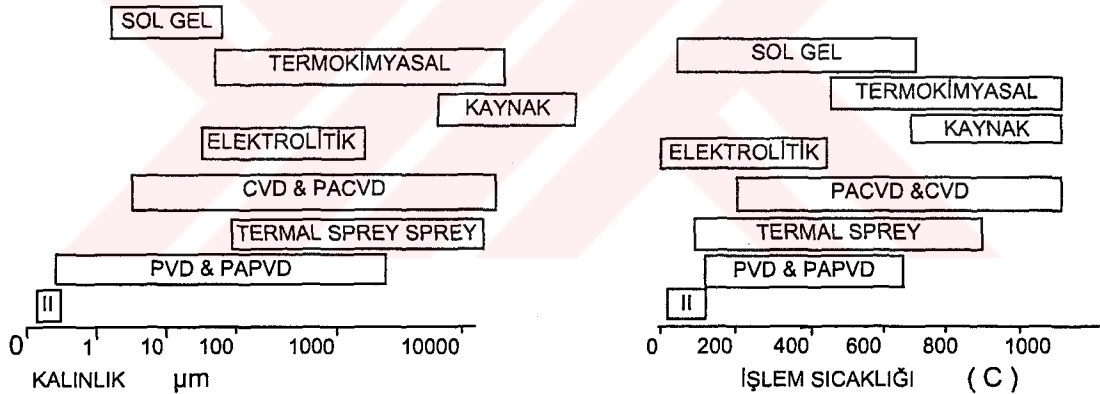 SOL GEL
TERMOKİMYASAL
KAYNAK
ELEKTROLİTİK
CVD & PACVD
TERMAL SPREY SPREY
PVD & PAPVD
II
0 1 10 100 1000 10000
KALINLIK µm
SOL GEL
TERMOKİMYASAL
KAYNAK
ELEKTROLİTİK
PACVD &CVD
TERMAL SPREY
PVD & PAPVD
II
0 200 400 600 800 1000
İŞLEM SICAKLIĞI ( C )